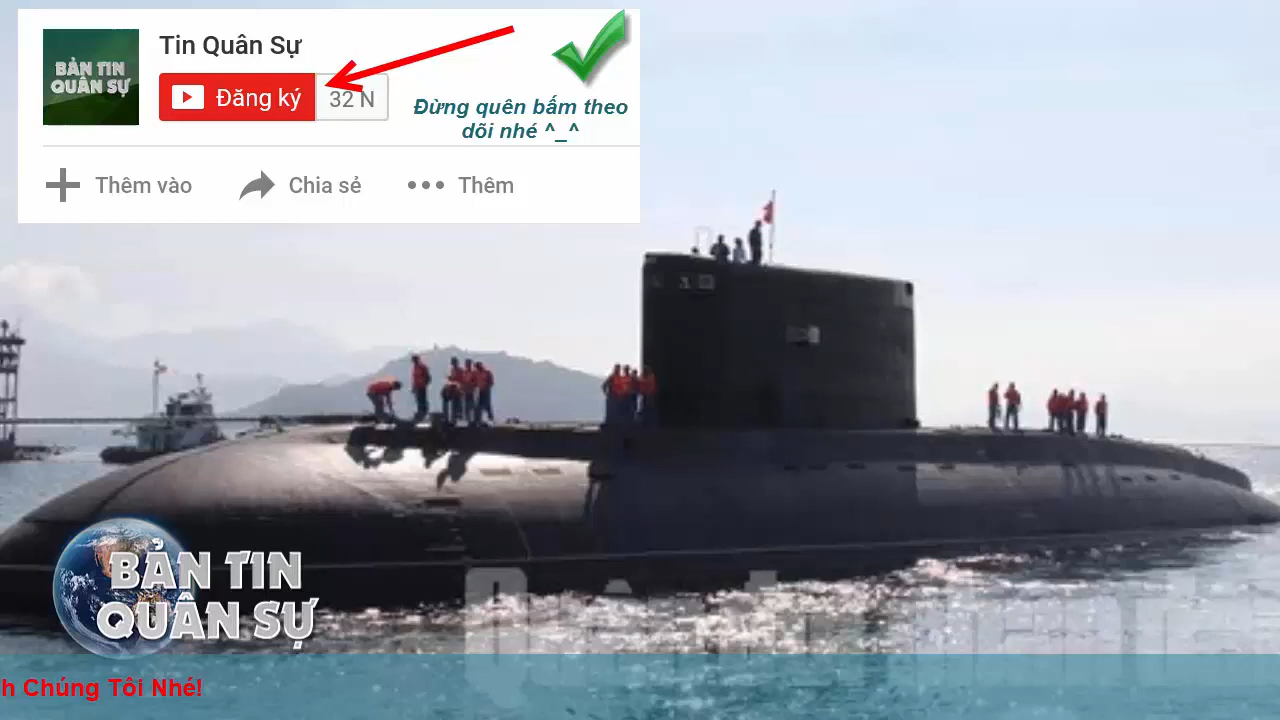 Tin Quân Sự
BẢN TIN
QUÂN SỰ
Đăng ký
32 N
Đừng quên bấm theo
dõi nhé ^_^
Thêm vào
Chia sẻ
Thêm
BẢN TIN
QUÂN SỰ
h Chúng Tôi Nhé!